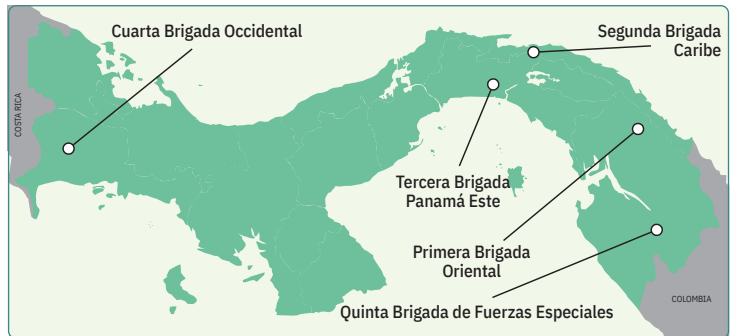 Cuarta Brigada Occidental
Segunda Brigada
Caribe
COSTA RICA
Tercera Brigada
Panamá Este
Primera Brigada
Oriental
COLOMBIA
Quinta Brigada de Fuerzas Especiales